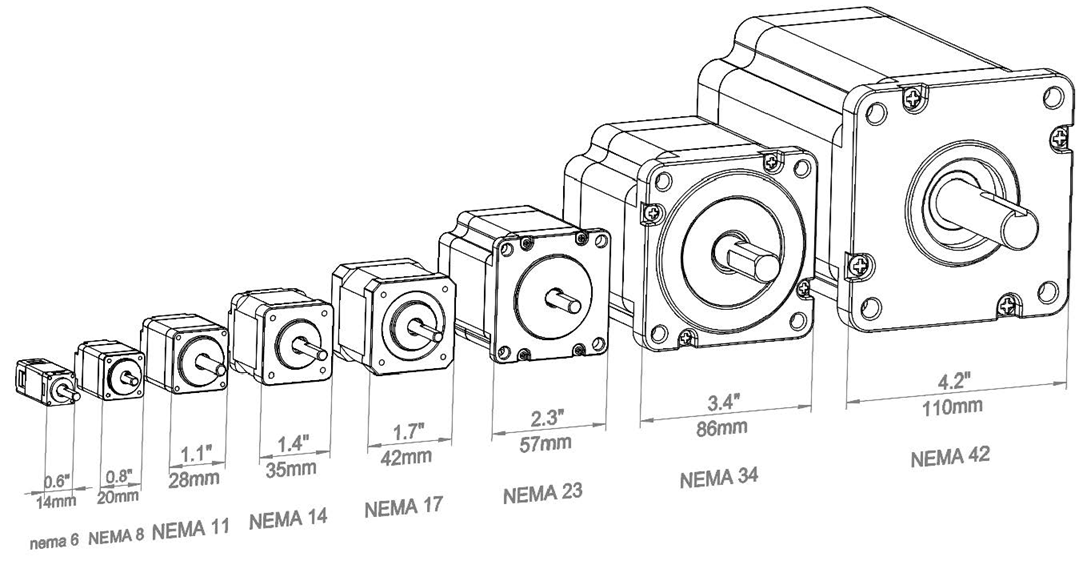 0.6"
14mm
nema 6
0.8"
20mm
NEMA 8
1.1"
28mm
NEMA 11
1.4"
35mm
NEMA 14
1.7"
42mm
NEMA 17
2.3"
57mm
NEMA 23
3.4"
86mm
NEMA 34
4.2"
110mm
NEMA 42